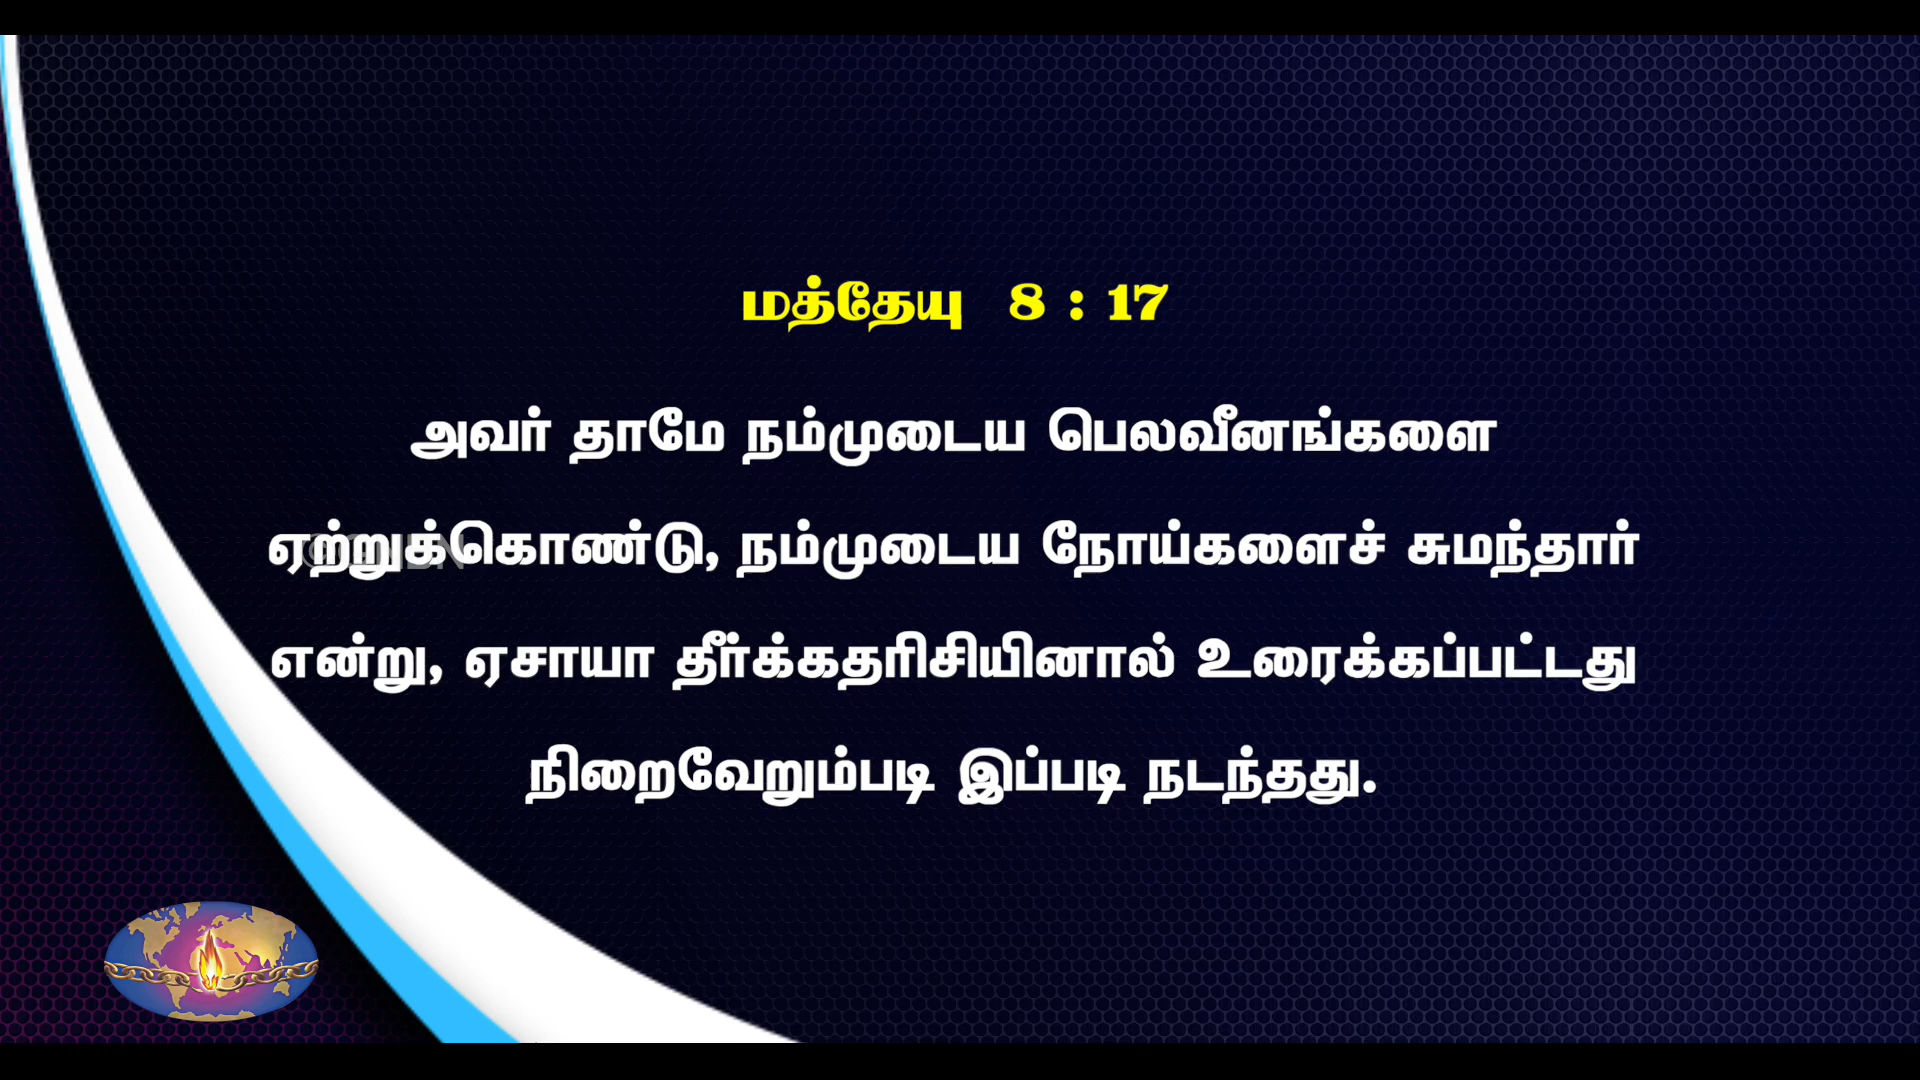 மத்தேயு 8 : 17
அவர் தாமே நம்முடைய பெலவீனங்களை
ஏற்றுக்கொண்டு, நம்முடைய நோய்களைச் சுமந்தார்
என்று, ஏசாயா தீர்க்கதரிசியினால் உரைக்கப்பட்டது
நிறைவேறும்படி இப்படி நடந்தது.